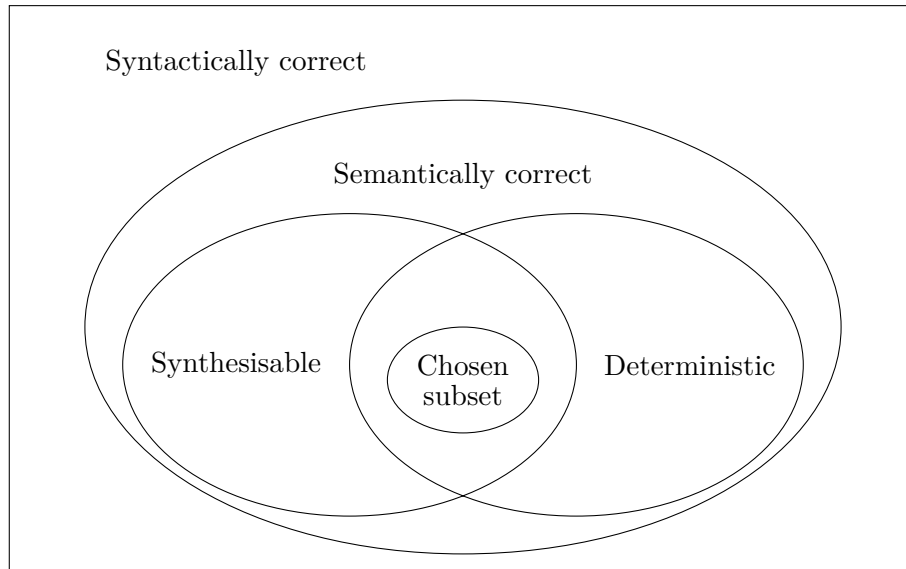 Syntactically correct
Semantically correct
Synthesisable
Chosen
subset
Deterministic